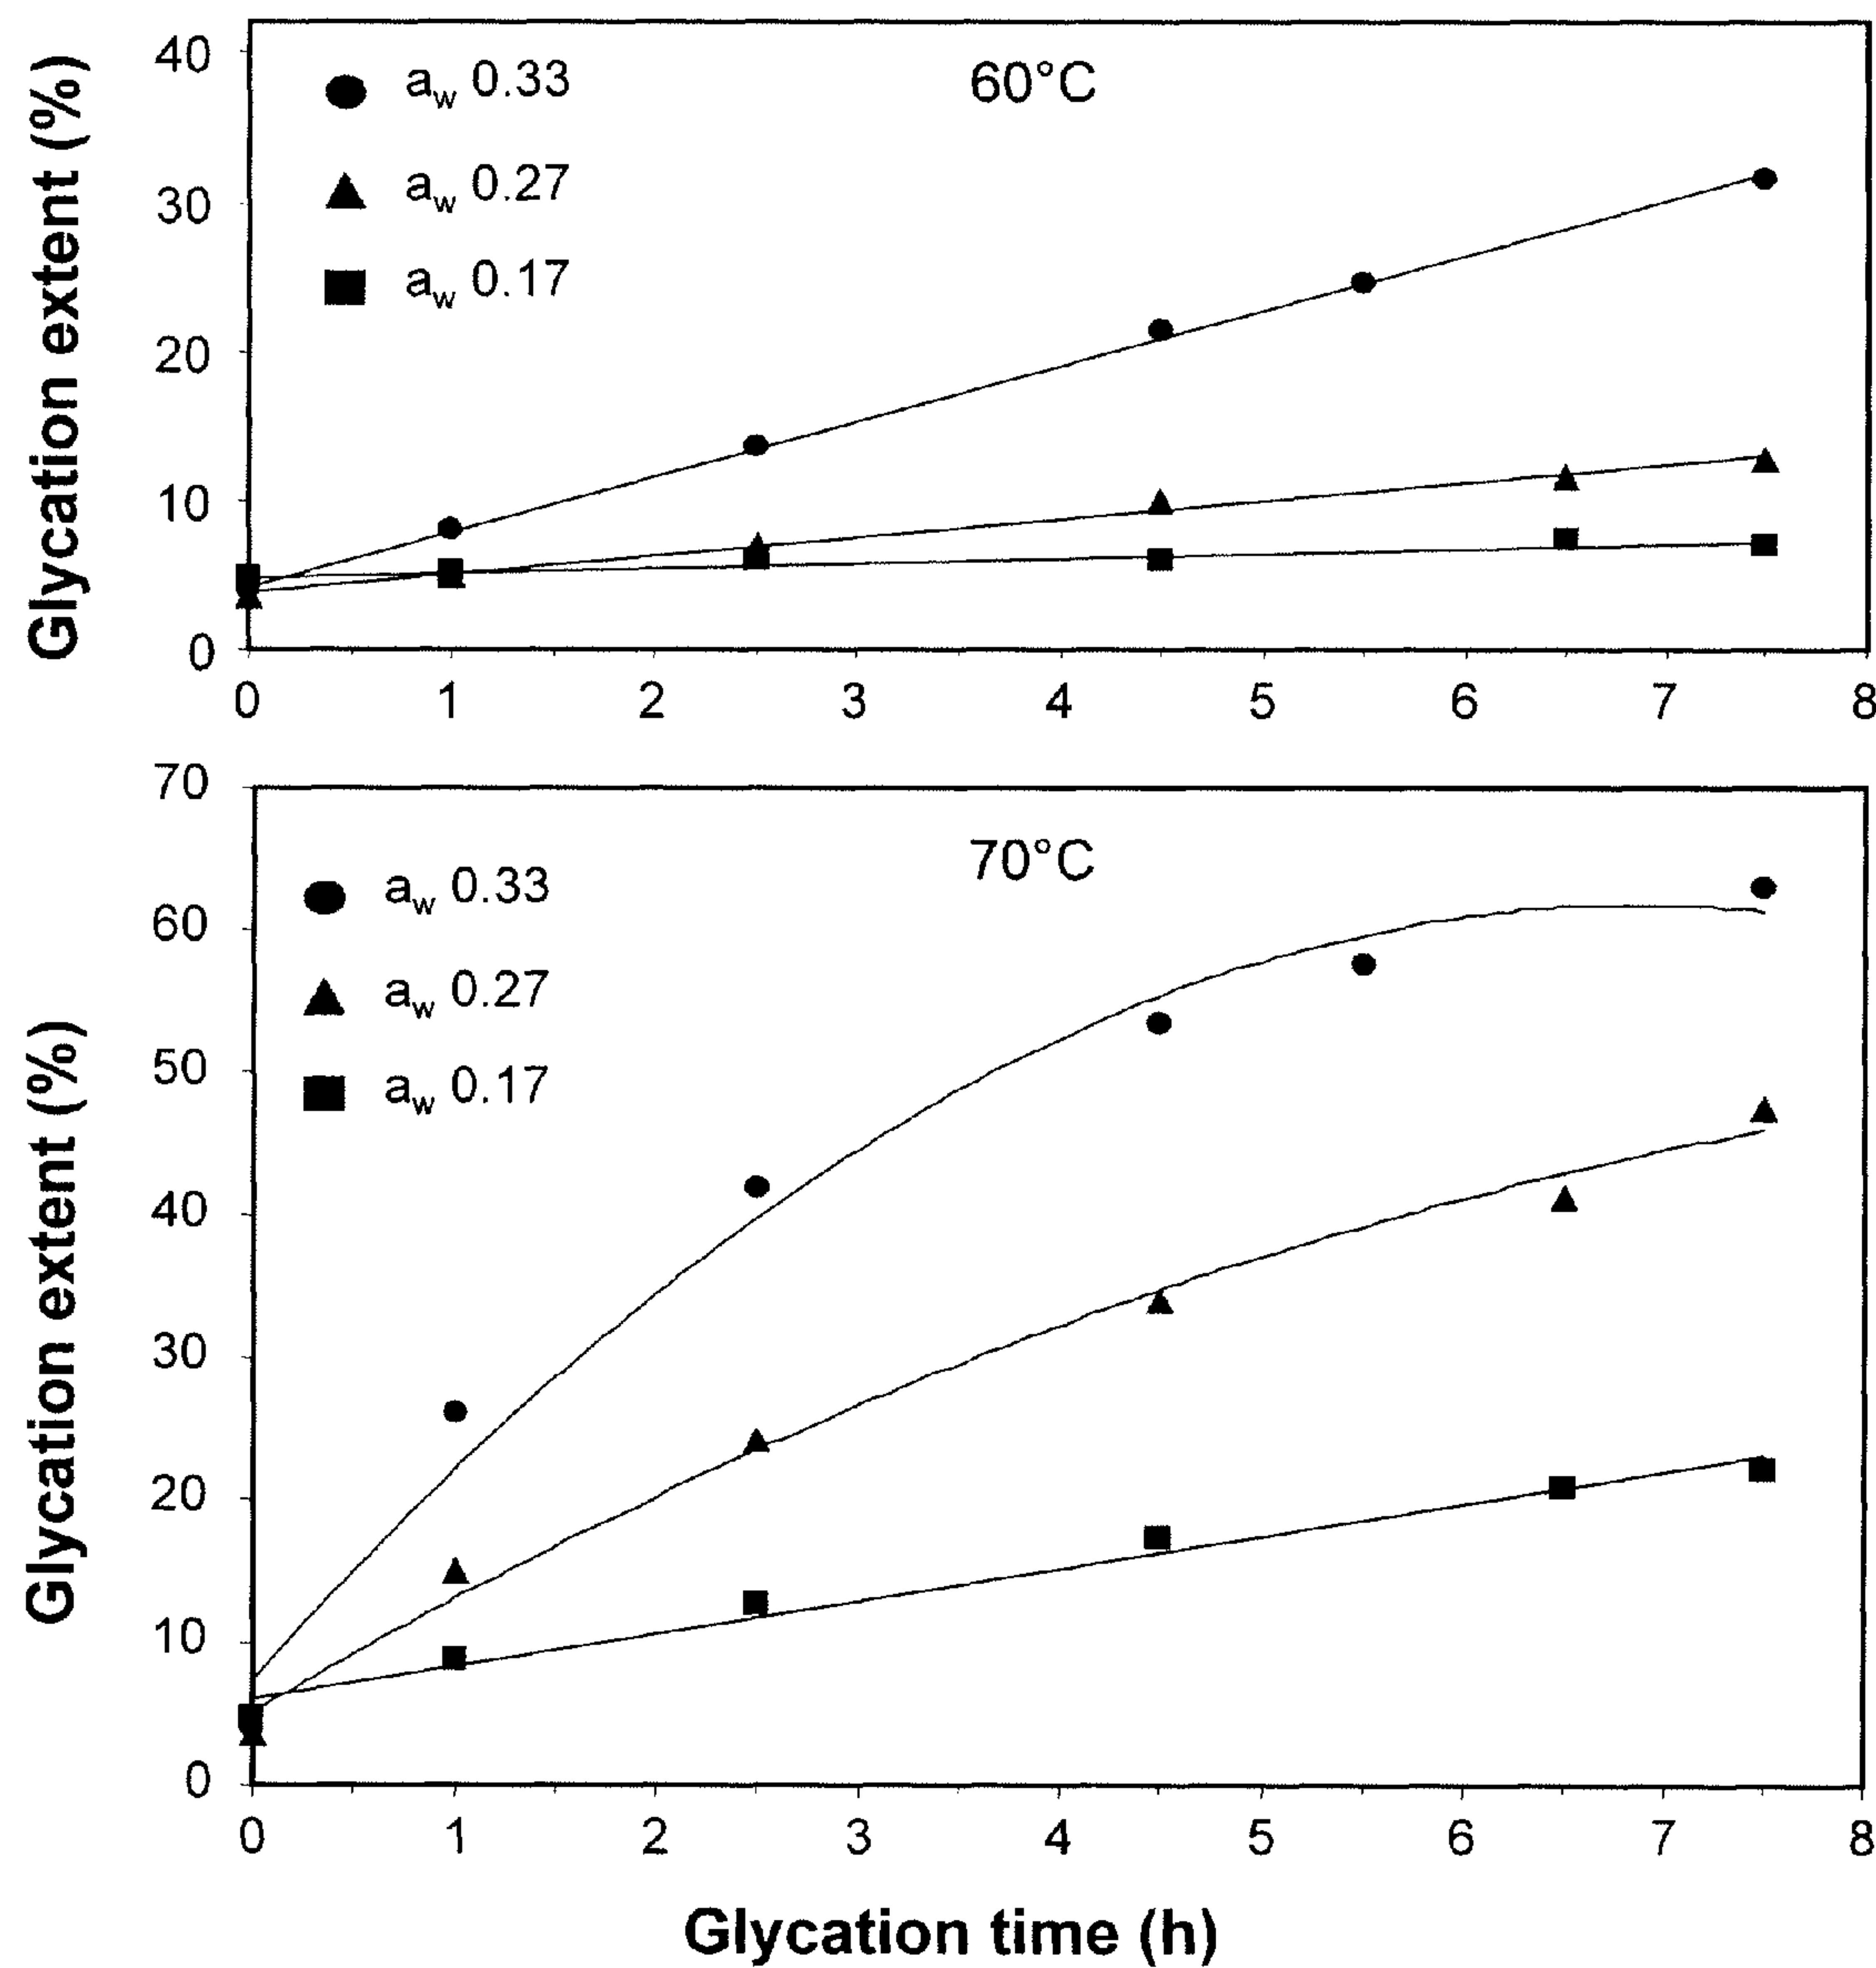 Glycation extent (%)
40
30
20
10
0
60°C
aw 0.33
aw 0.27
aw 0.17
0 1 2 3 4 5 6 7 8
Glycation extent (%)
70
60
50
40
30
20
10
0
70°C
aw 0.33
aw 0.27
aw 0.17
0 1 2 3 4 5 6 7 8
Glycation time (h)